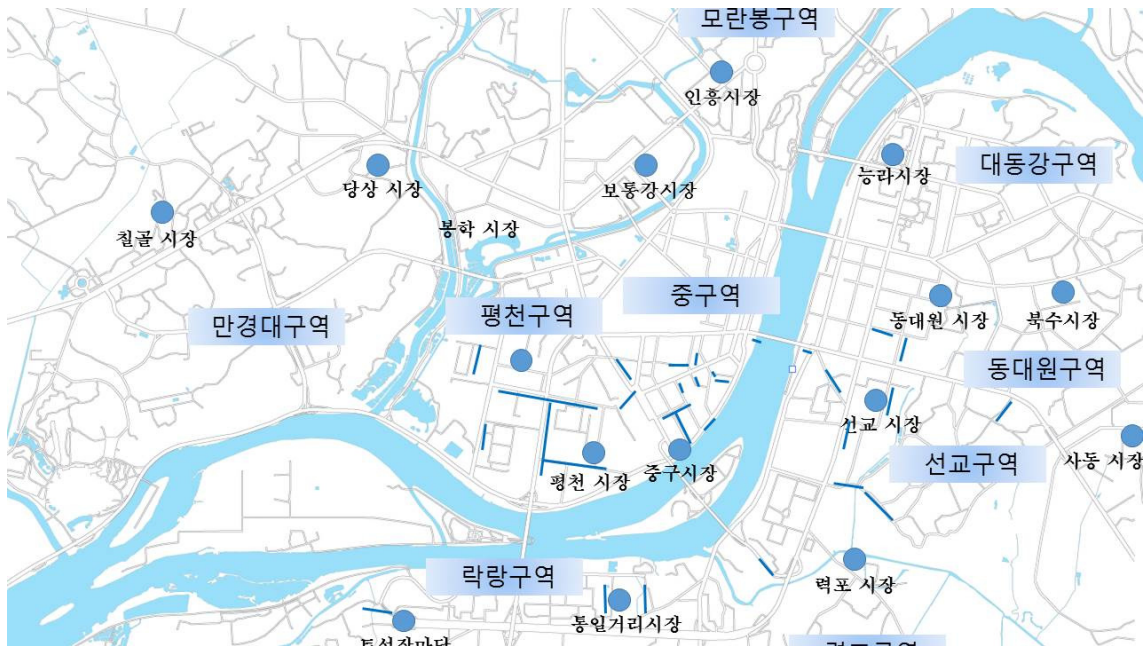 모란봉구역
인흥시장
대동강구역
능라시장
당상 시장
보통강시장
칠골 시장
봉학 시장
중구역
만경대구역
평천구역
동대원 시장
북수시장
동대원구역
선교 시장
선교구역
사동 시장
평천 시장
중구시장
락랑구역
력포 시장
통일거리시장